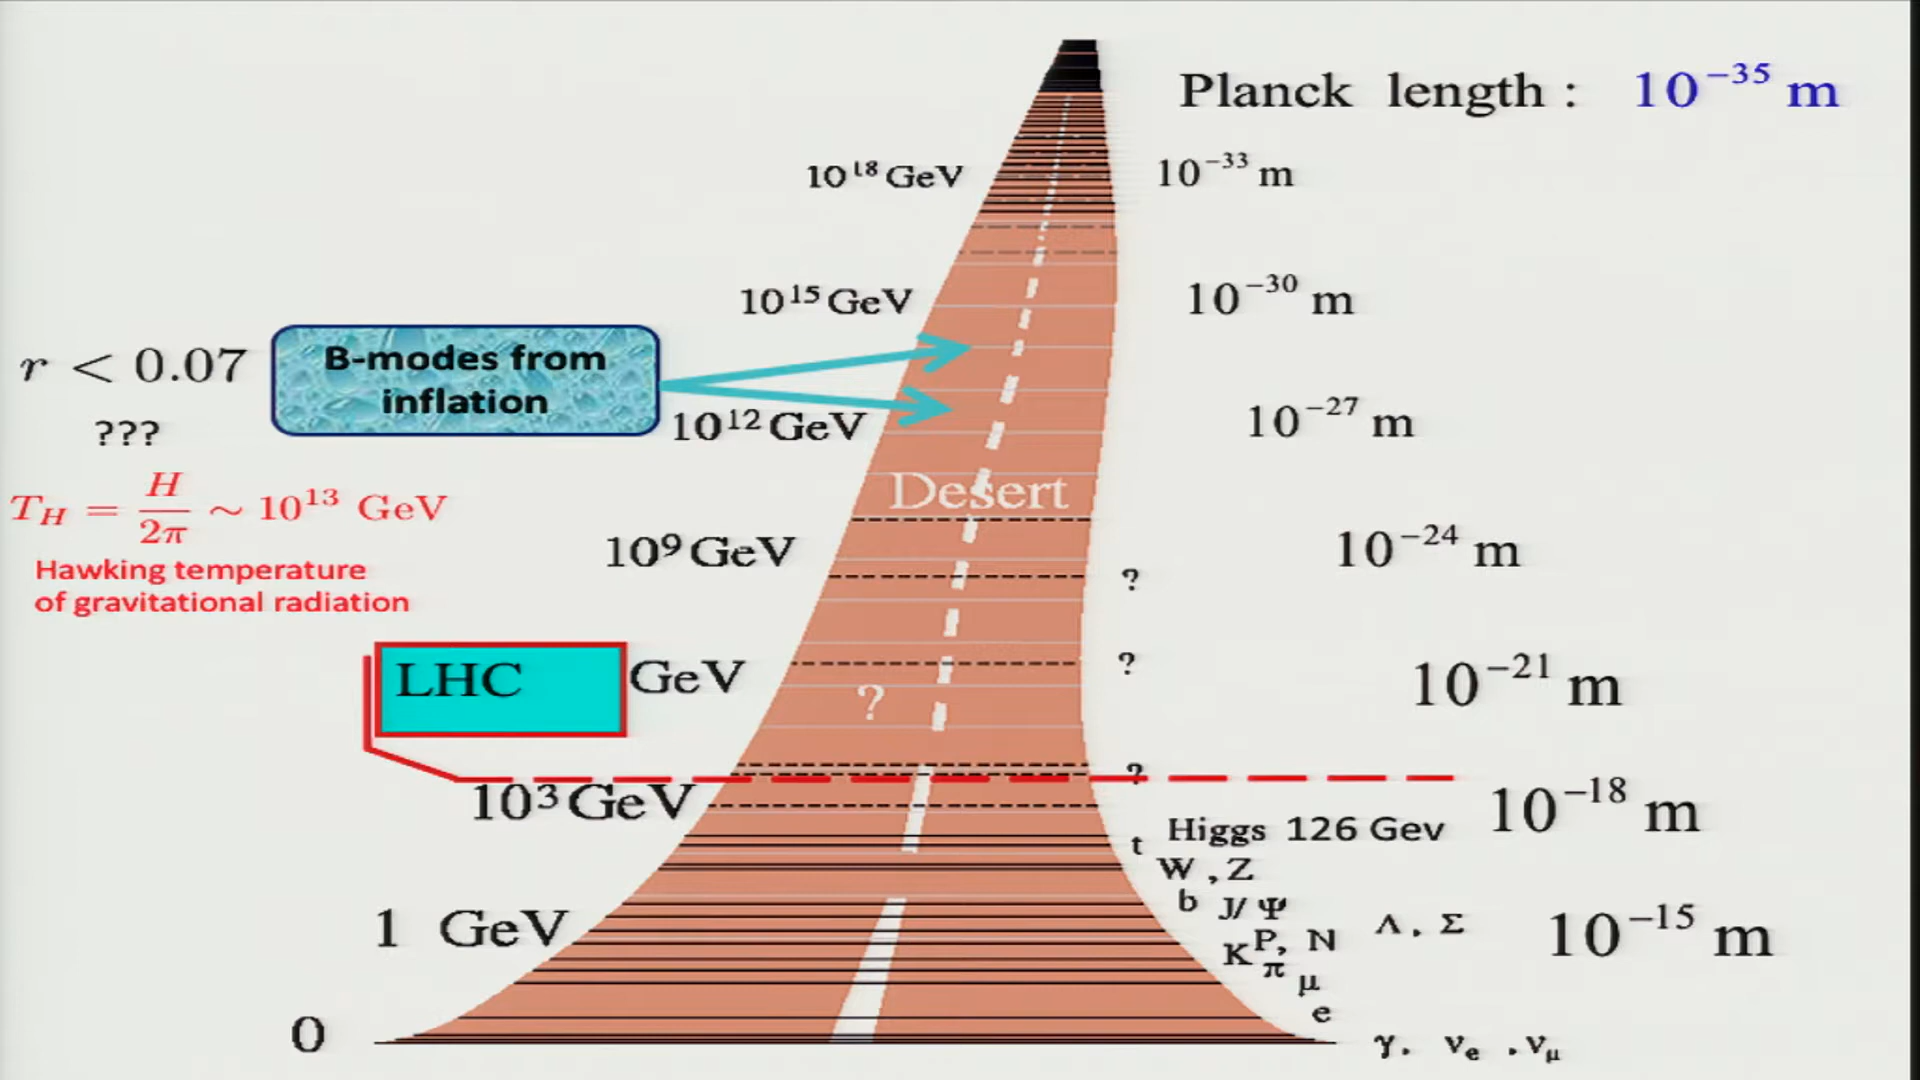 Planck length : 10⁻³⁵ m
10¹⁸ GeV
10⁻³³ m
10¹⁵ GeV
10⁻³⁰ m
r < 0.07
B-modes from
inflation
???
10¹² GeV
10⁻²⁷ m
Desert
T_H = H/2π ~ 10¹³ GeV
Hawking temperature
of gravitational radiation
10⁹ GeV
10⁻²⁴ m
?
LHC
GeV
?
?
10⁻²¹ m
?
10³ GeV
10⁻¹⁸ m
Higgs 126 Gev
t
W , Z
b
J/ Ψ
1 GeV
K P, N
Λ , Σ
10⁻¹⁵ m
π
μ
e
0
γ, νₑ , ν_μ